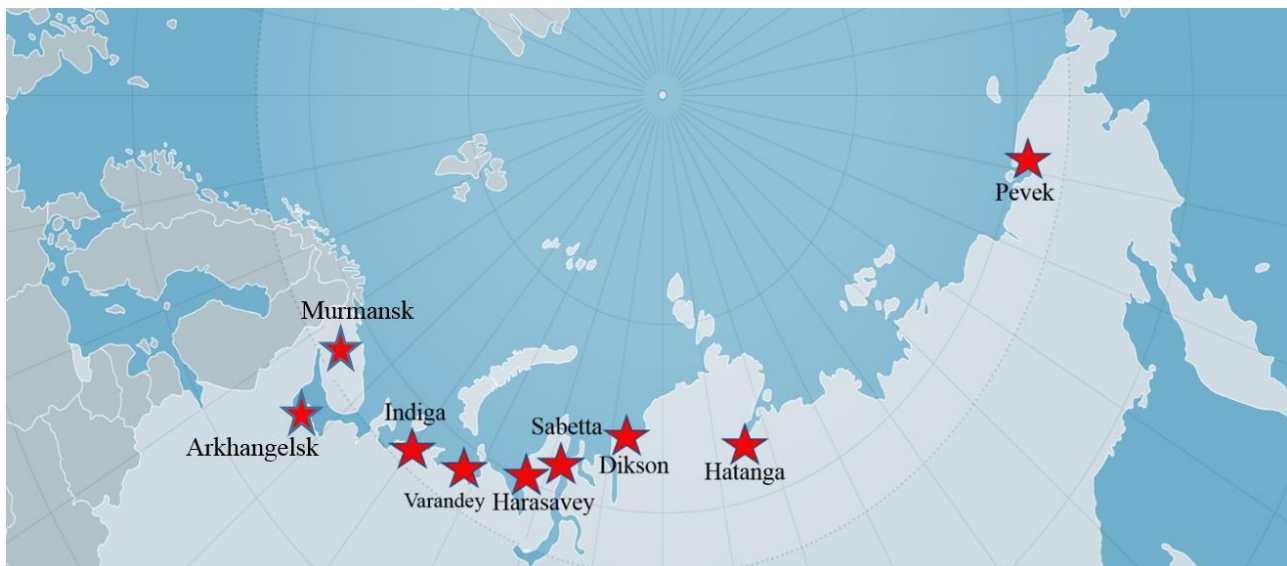 Pevek
Murmansk
Indiga
Sabetta
Arkhangelsk
Dikson
Hatanga
Varandey
Harasavey